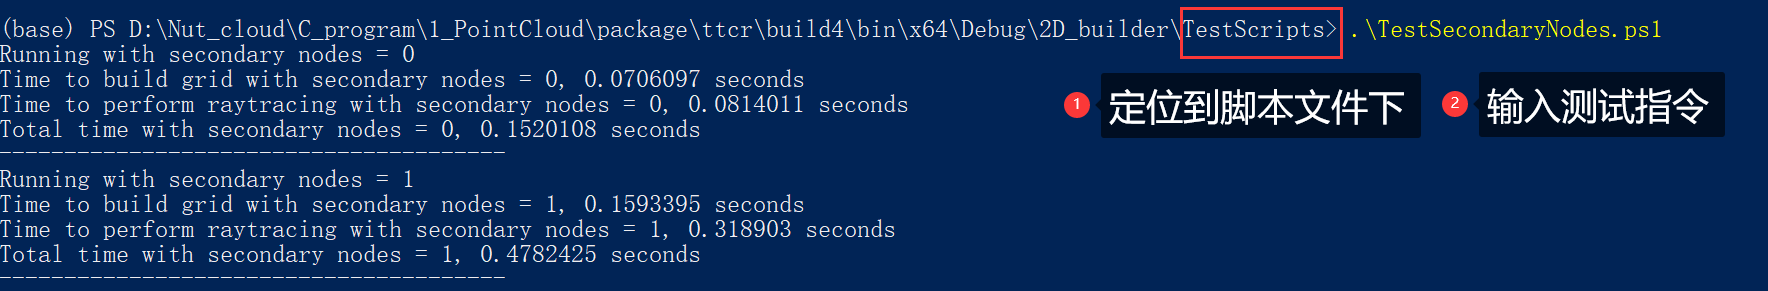 (base) PS D:\Nut_cloud\C_program\1_PointCloud\package\ttcr\build4\bin\x64\Debug\2D_builder\TestScripts> .\TestSecondaryNodes.ps1
Running with secondary nodes = 0
Time to build grid with secondary nodes = 0, 0.0706097 seconds
Time to perform raytracing with secondary nodes = 0, 0.0814011 seconds
Total time with secondary nodes = 0, 0.1520108 seconds
---------------------------------------
Running with secondary nodes = 1
Time to build grid with secondary nodes = 1, 0.1593395 seconds
Time to perform raytracing with secondary nodes = 1, 0.318903 seconds
Total time with secondary nodes = 1, 0.4782425 seconds
---------------------------------------
1 定位到脚本文件下
2 输入测试指令